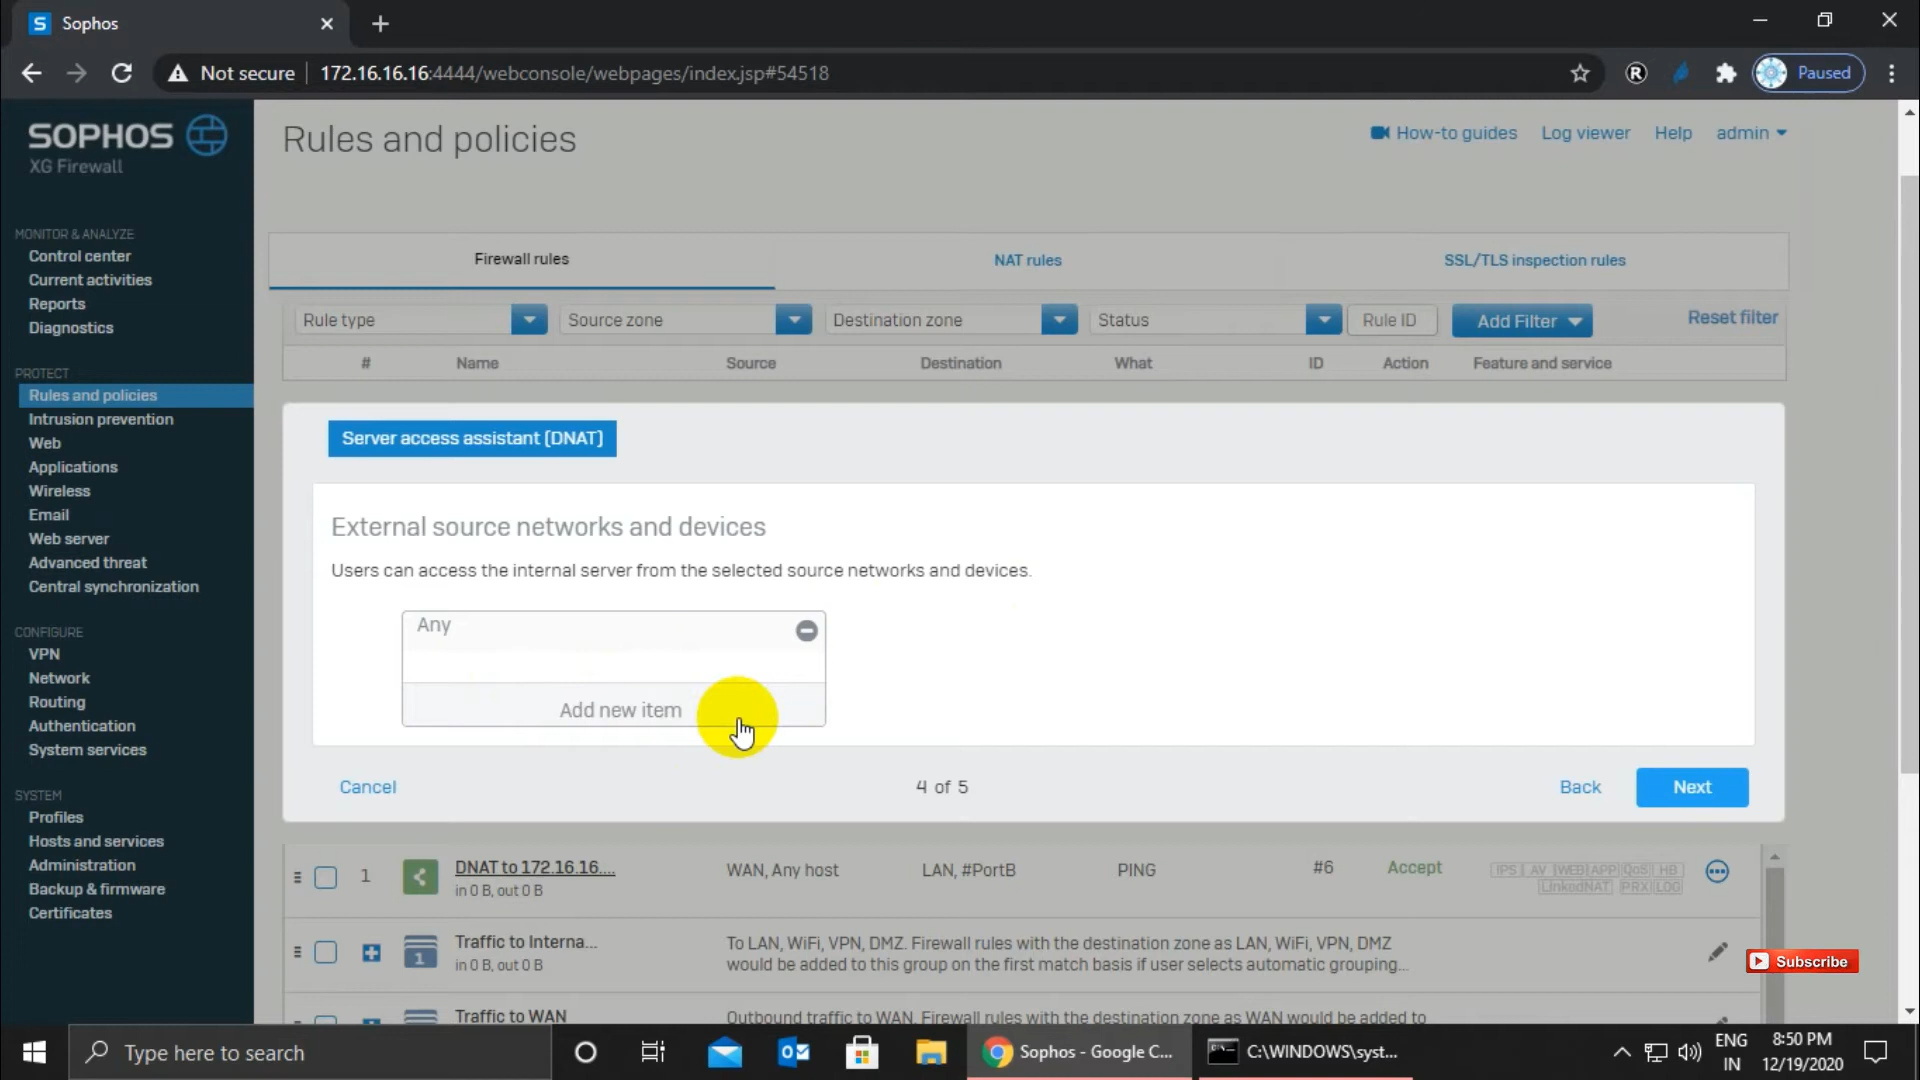 S Sophos
Not secure 172.16.16.16:4444/webconsole/webpages/index.jsp#54518
R
Paused
SOPHOS
XG Firewall
Rules and policies
How-to guides Log viewer Help admin
MONITOR & ANALYZE
Control center
Current activities
Reports
Diagnostics
PROTECT
Rules and policies
Intrusion prevention
Web
Applications
Wireless
Email
Web server
Advanced threat
Central synchronization
CONFIGURE
VPN
Network
Routing
Authentication
System services
SYSTEM
Profiles
Hosts and services
Administration
Backup & firmware
Certificates
Firewall rules NAT rules SSL/TLS inspection rules
Rule type Source zone Destination zone Status Rule ID Add Filter Reset filter
# Name Source Destination What ID Action Feature and service
Server access assistant (DNAT)
External source networks and devices
Users can access the internal server from the selected source networks and devices.
Any
Add new item
Cancel 4 of 5 Back Next
1 DNAT to 172.16.16.... WAN, Any host LAN, #PortB PING #6 Accept IPS AV WEB APP QoS HB
in 0 B, out 0 B LinkedNAT PRX LOG
Traffic to Interna... To LAN, WiFi, VPN, DMZ. Firewall rules with the destination zone as LAN, WiFi, VPN, DMZ
1 in 0 B, out 0 B would be added to this group on the first match basis if user selects automatic grouping...
Subscribe
Traffic to WAN Outbound traffic to WAN. Firewall rules with the destination zone as WAN would be added to
Type here to search
Sophos - Google C...
C:\WINDOWS\syst...
ENG
IN
8:50 PM
12/19/2020